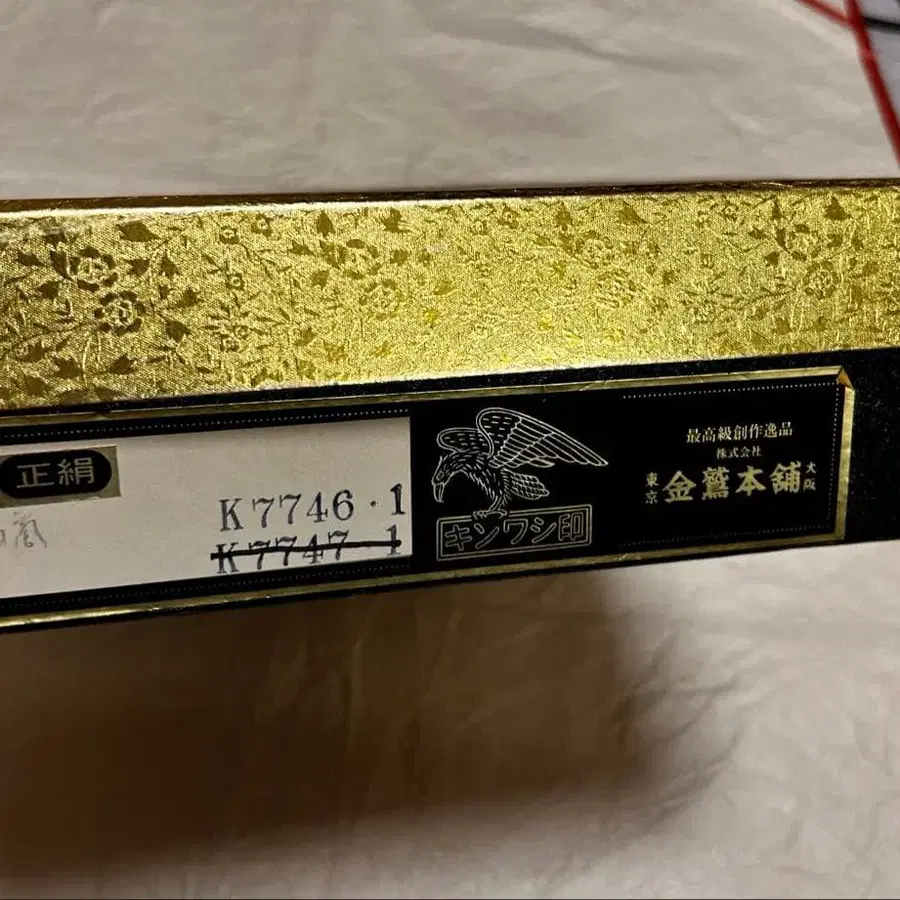 正絹
K7746・1
K7747-1
キンワシ印
最高級創作逸品
株式会社
東京 金鷲本舗 大阪